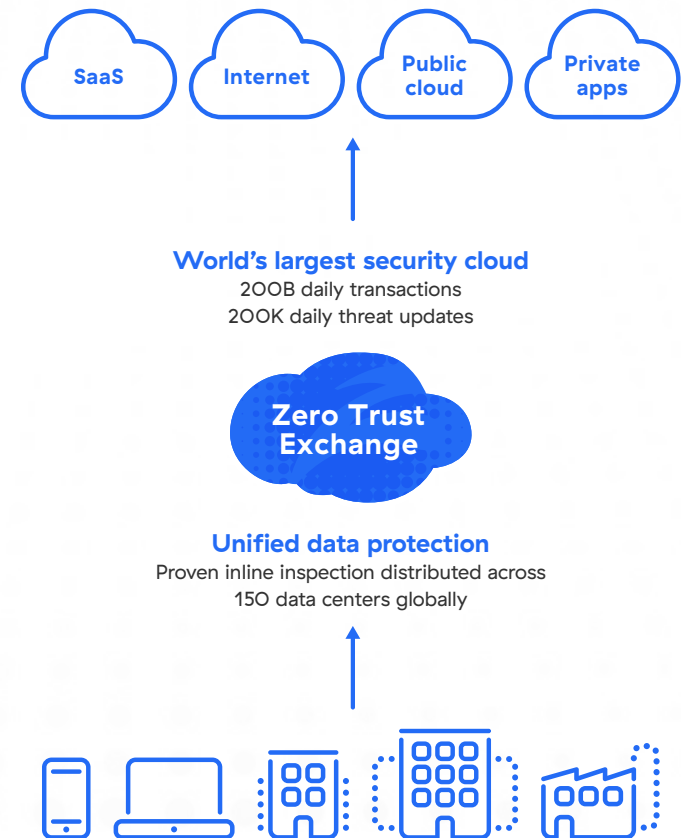 SaaS
Internet
Public
cloud
Private
apps
World's largest security cloud
200B daily transactions
200K daily threat updates
Zero Trust
Exchange
Unified data protection
Proven inline inspection distributed across
150 data centers globally